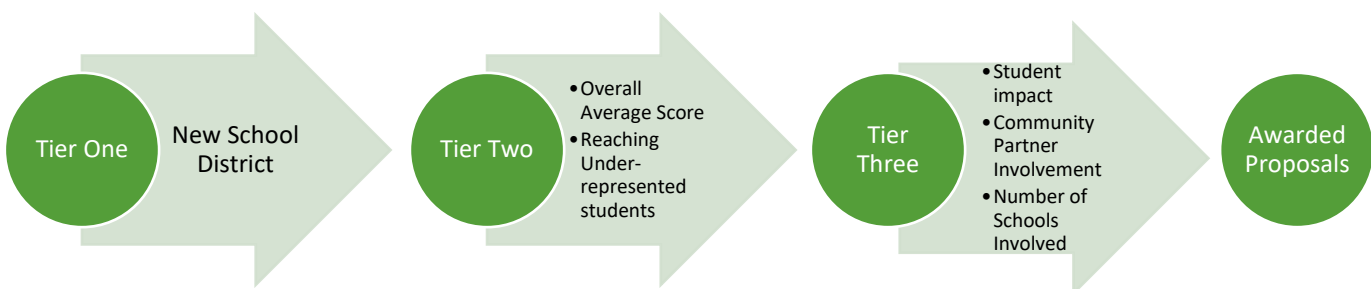 Tier One
New School
District
Tier Two
•Overall
Average Score
•Reaching
Under-
represented
students
Tier
Three
•Student
impact
•Community
Partner
Involvement
•Number of
Schools
Involved
Awarded
Proposals